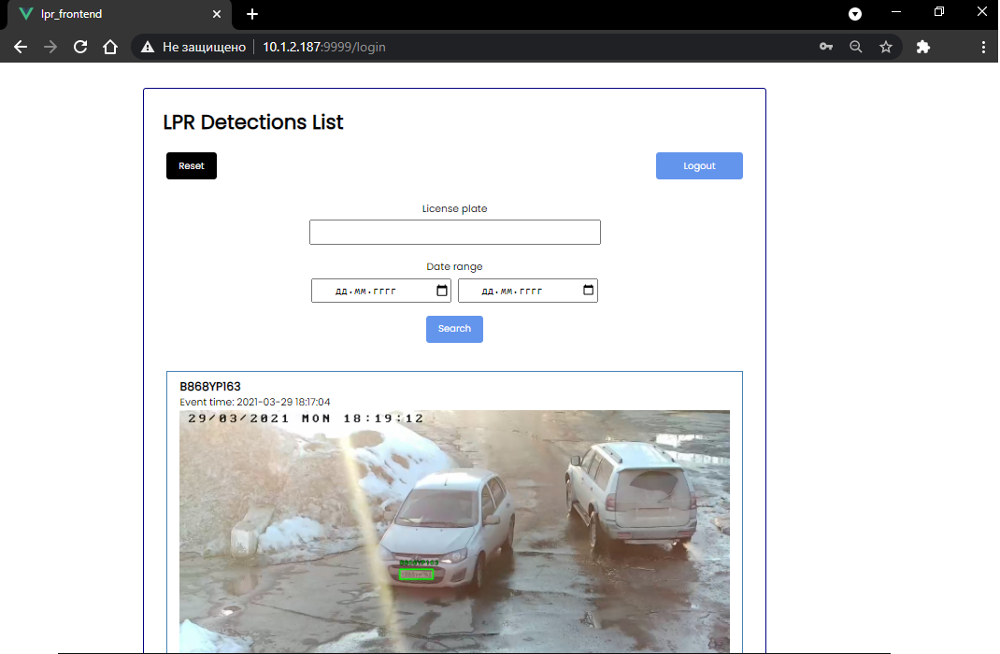 lpr_frontend
Не защищено 10.1.2.187:9999/login
LPR Detections List
Reset
Logout
License plate
Date range
дд.мм.гггг
дд.мм.гггг
Search
B868YP163
Event time: 2021-03-29 18:17:04
29/03/2021 MON 18:19:12
B868YP163